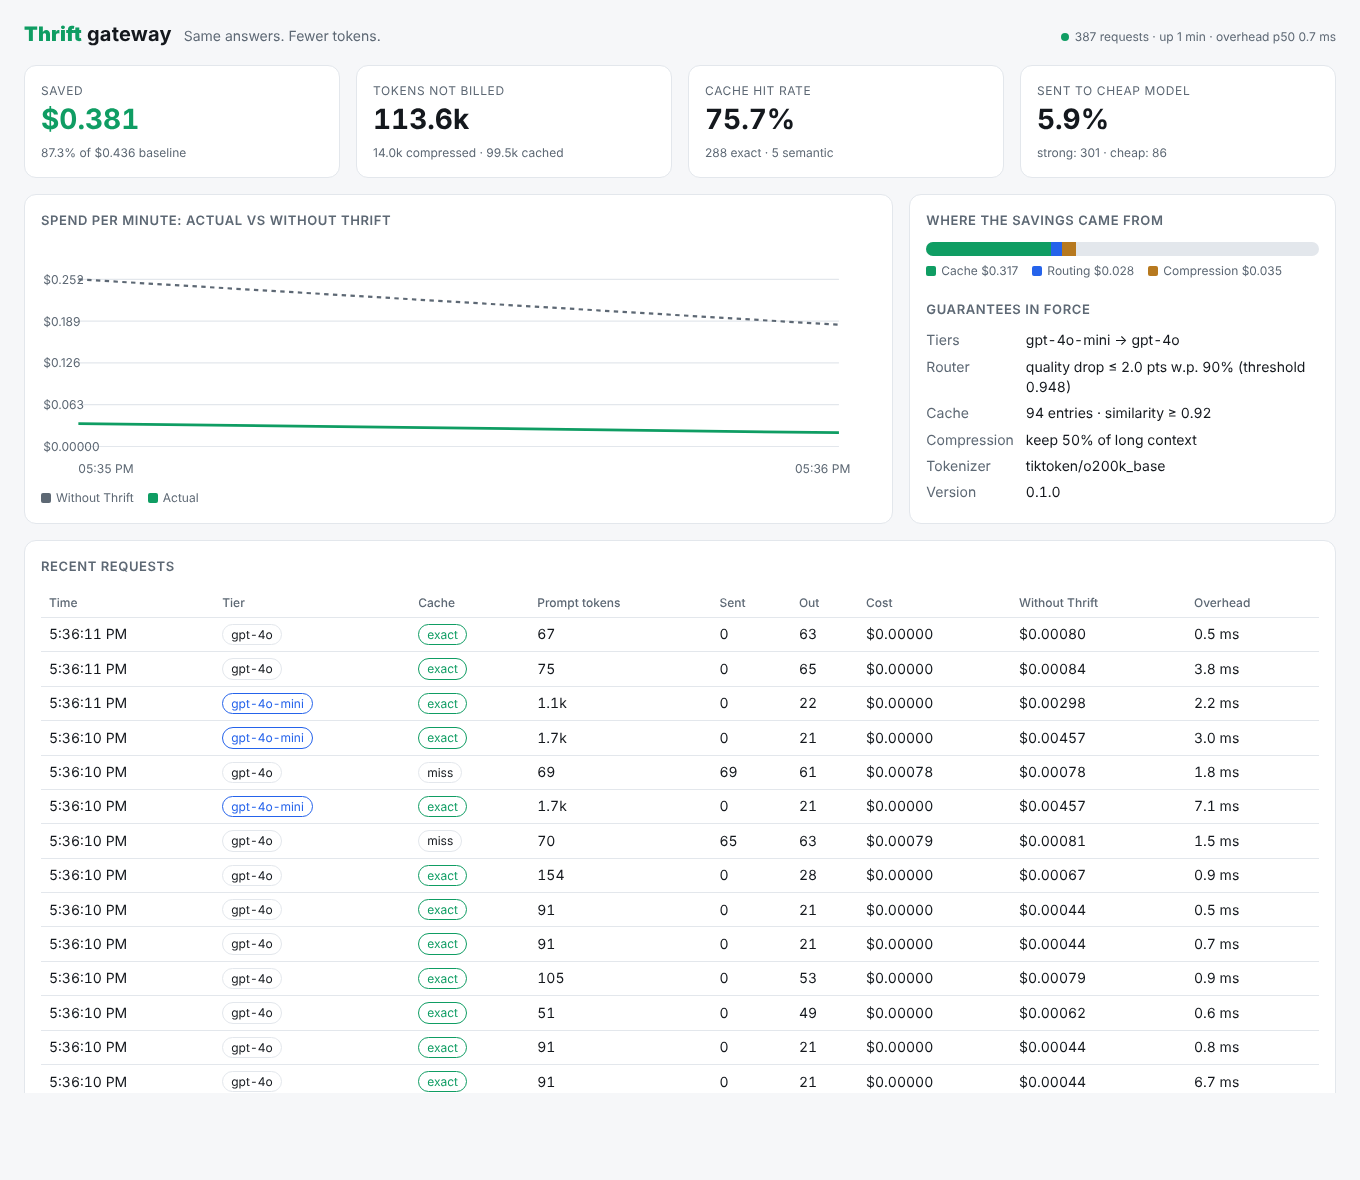 Thrift gateway Same answers. Fewer tokens.
387 requests · up 1 min · overhead p50 0.7 ms
SAVED
$0.381
87.3% of $0.436 baseline
TOKENS NOT BILLED
113.6k
14.0k compressed · 99.5k cached
CACHE HIT RATE
75.7%
288 exact · 5 semantic
SENT TO CHEAP MODEL
5.9%
strong: 301 · cheap: 86
SPEND PER MINUTE: ACTUAL VS WITHOUT THRIFT
$0.252
$0.189
$0.126
$0.063
$0.00000
05:35 PM 05:36 PM
Without Thrift Actual
WHERE THE SAVINGS CAME FROM
Cache $0.317 Routing $0.028 Compression $0.035
GUARANTEES IN FORCE
Tiers gpt-4o-mini → gpt-4o
Router quality drop ≤ 2.0 pts w.p. 90% (threshold
0.948)
Cache 94 entries · similarity ≥ 0.92
Compression keep 50% of long context
Tokenizer tiktoken/o200k_base
Version 0.1.0
RECENT REQUESTS
Time Tier Cache Prompt tokens Sent Out Cost Without Thrift Overhead
5:36:11 PM gpt-4o exact 67 0 63 $0.00000 $0.00080 0.5 ms
5:36:11 PM gpt-4o exact 75 0 65 $0.00000 $0.00084 3.8 ms
5:36:11 PM gpt-4o-mini exact 1.1k 0 22 $0.00000 $0.00298 2.2 ms
5:36:10 PM gpt-4o-mini exact 1.7k 0 21 $0.00000 $0.00457 3.0 ms
5:36:10 PM gpt-4o miss 69 69 61 $0.00078 $0.00078 1.8 ms
5:36:10 PM gpt-4o-mini exact 1.7k 0 21 $0.00000 $0.00457 7.1 ms
5:36:10 PM gpt-4o miss 70 65 63 $0.00079 $0.00081 1.5 ms
5:36:10 PM gpt-4o exact 154 0 28 $0.00000 $0.00067 0.9 ms
5:36:10 PM gpt-4o exact 91 0 21 $0.00000 $0.00044 0.5 ms
5:36:10 PM gpt-4o exact 91 0 21 $0.00000 $0.00044 0.7 ms
5:36:10 PM gpt-4o exact 105 0 53 $0.00000 $0.00079 0.9 ms
5:36:10 PM gpt-4o exact 51 0 49 $0.00000 $0.00062 0.6 ms
5:36:10 PM gpt-4o exact 91 0 21 $0.00000 $0.00044 0.8 ms
5:36:10 PM gpt-4o exact 91 0 21 $0.00000 $0.00044 6.7 ms